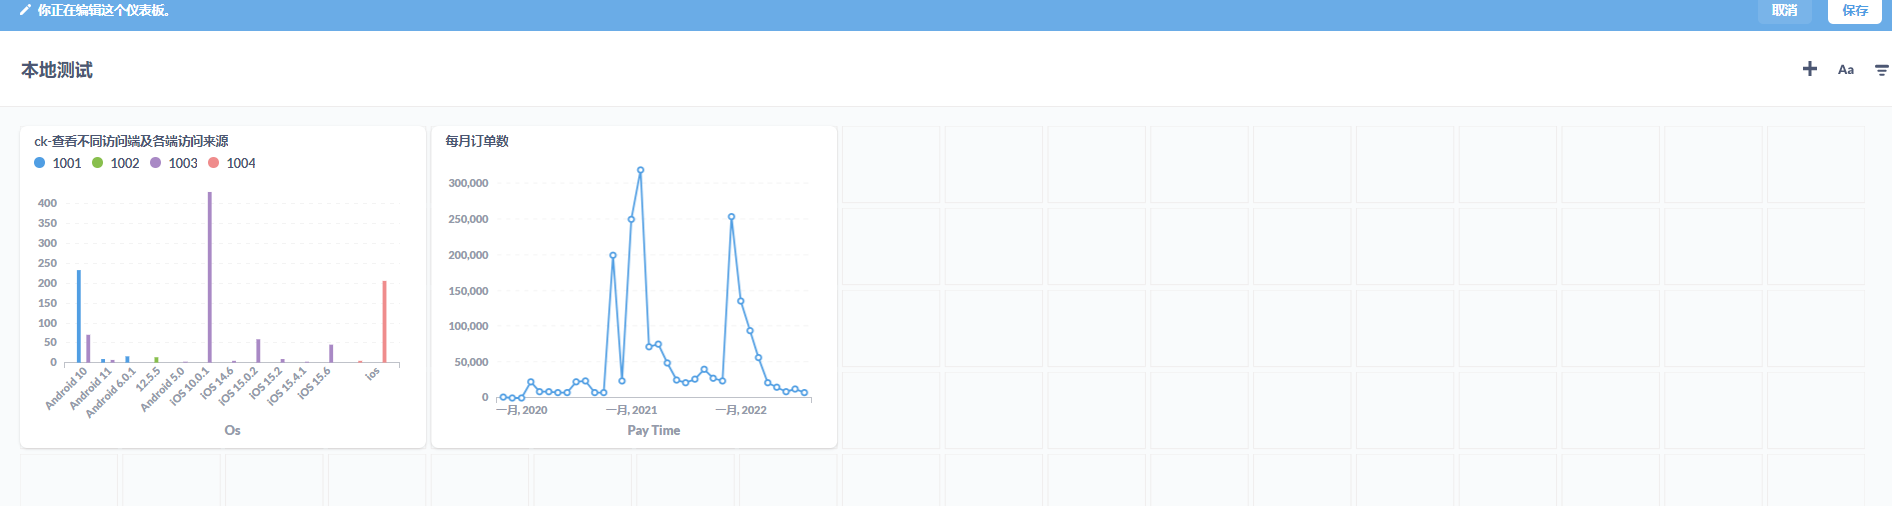 你正在编辑这个仪表板。
取消
保存
本地测试
Aa
ck-查看不同访问端及各端访问来源
1001 1002 1003 1004
400
350
300
250
200
150
100
50
0
Android 10
Android 11
Android 6.0.1
12.5.5
Android 5.0
iOS 10.0.1
iOS 14.6
iOS 15.0.2
iOS 15.2
iOS 15.4.1
iOS 15.6
ios
Os
每月订单数
300,000
250,000
200,000
150,000
100,000
50,000
0
一月, 2020
一月, 2021
一月, 2022
Pay Time